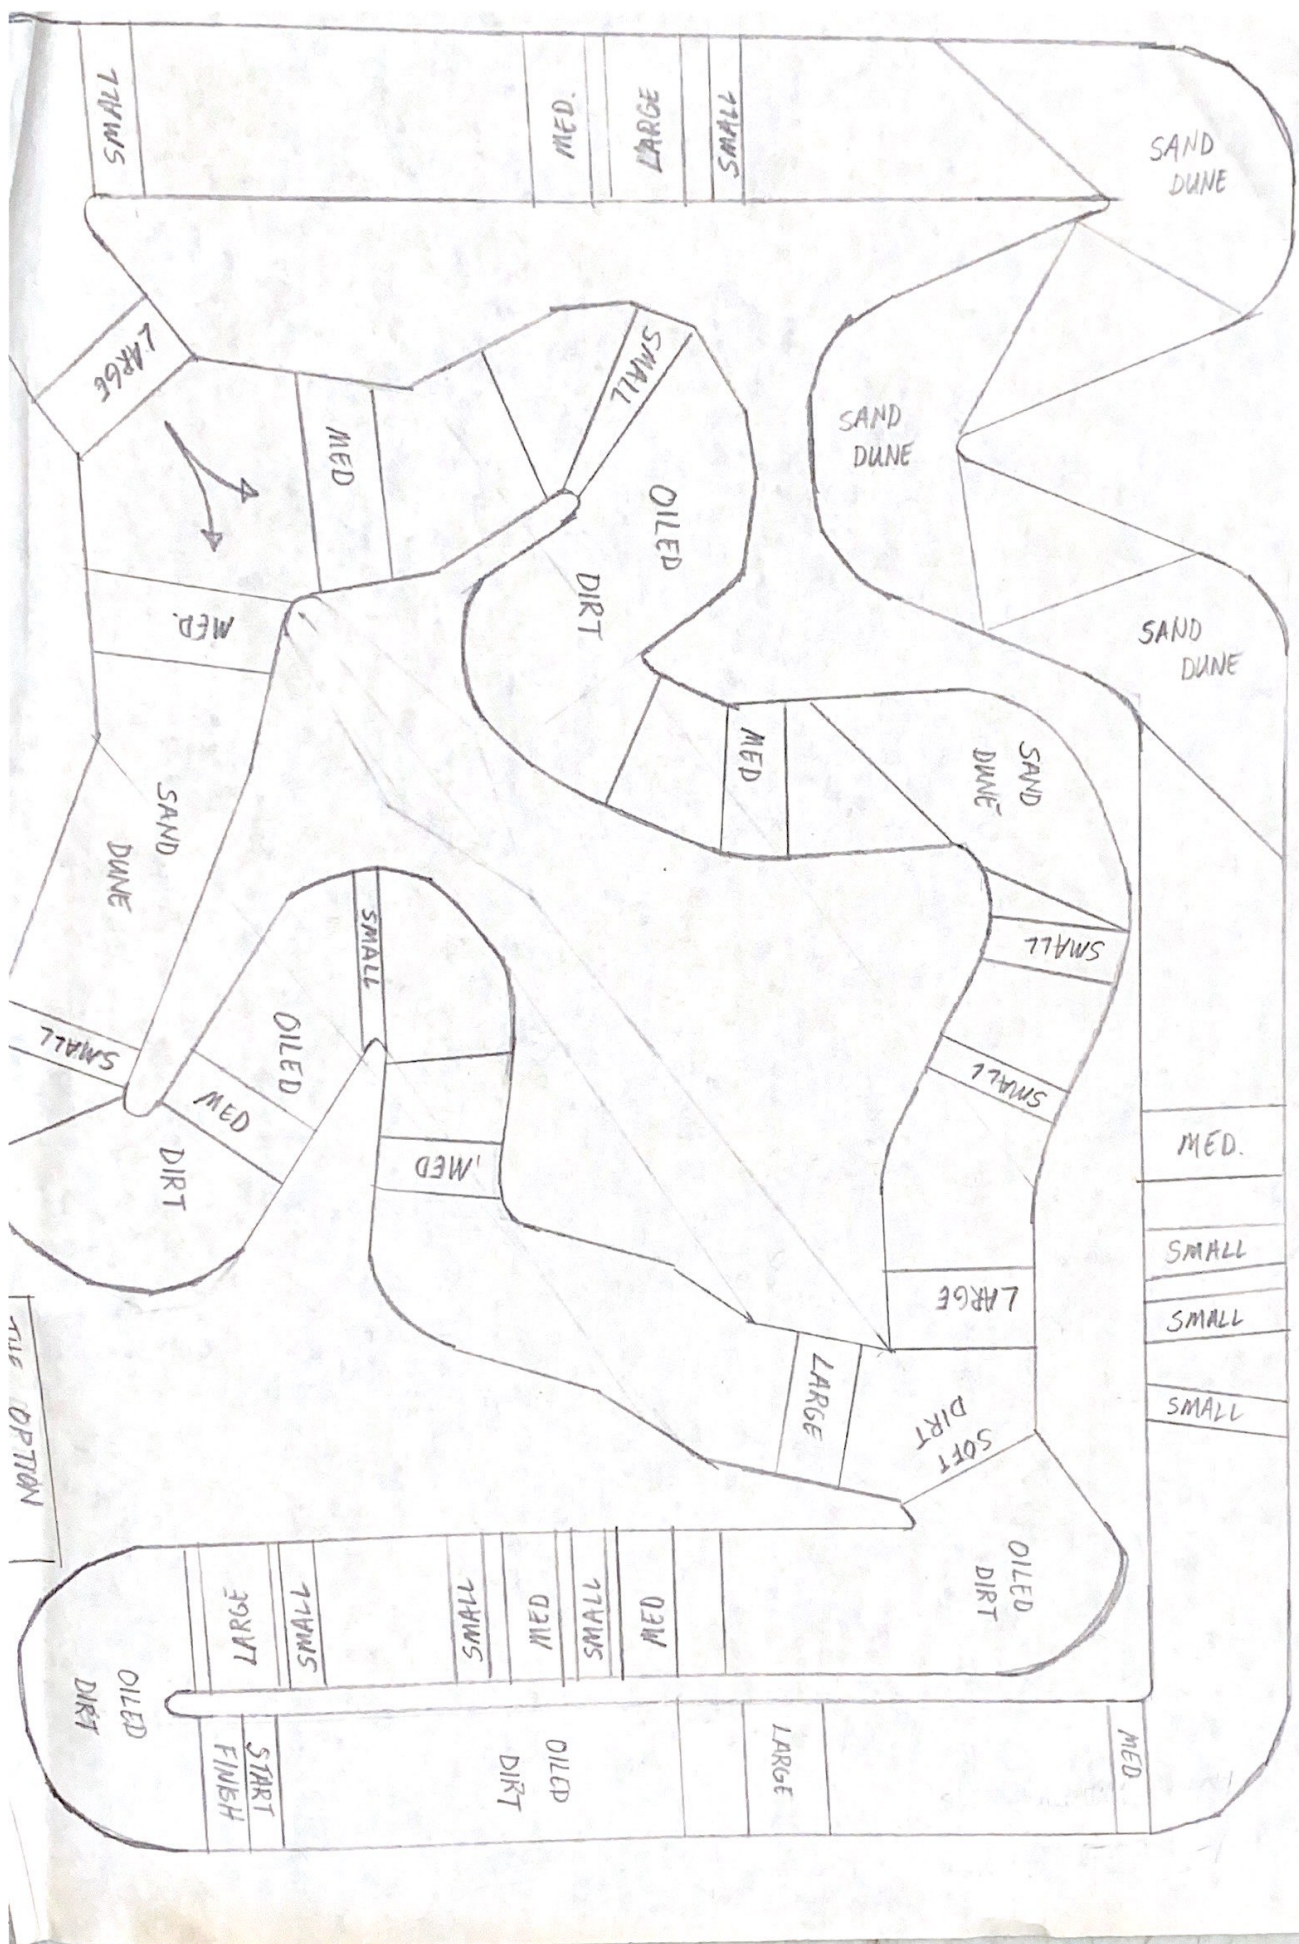 SMALL
MED.
LARGE
SMALL
SAND
DUNE
LARGE
MED
SMALL
SAND
DUNE
OILED
DIRT
MED.
SAND
DUNE
MED
SAND
DUNE
SAND
DUNE
SMALL
SMALL
SMALL
OILED
SMALL
MED
DIRT
MED.
MED.
SMALL
SMALL
SMALL
LARGE
LARGE
SOFT
DIRT
THE OPTION
OILED
DIRT
LARGE
SMALL
SMALL
MED
SMALL
MED
OILED
DIRT
START
FINISH
OILED
DIRT
LARGE
MED.